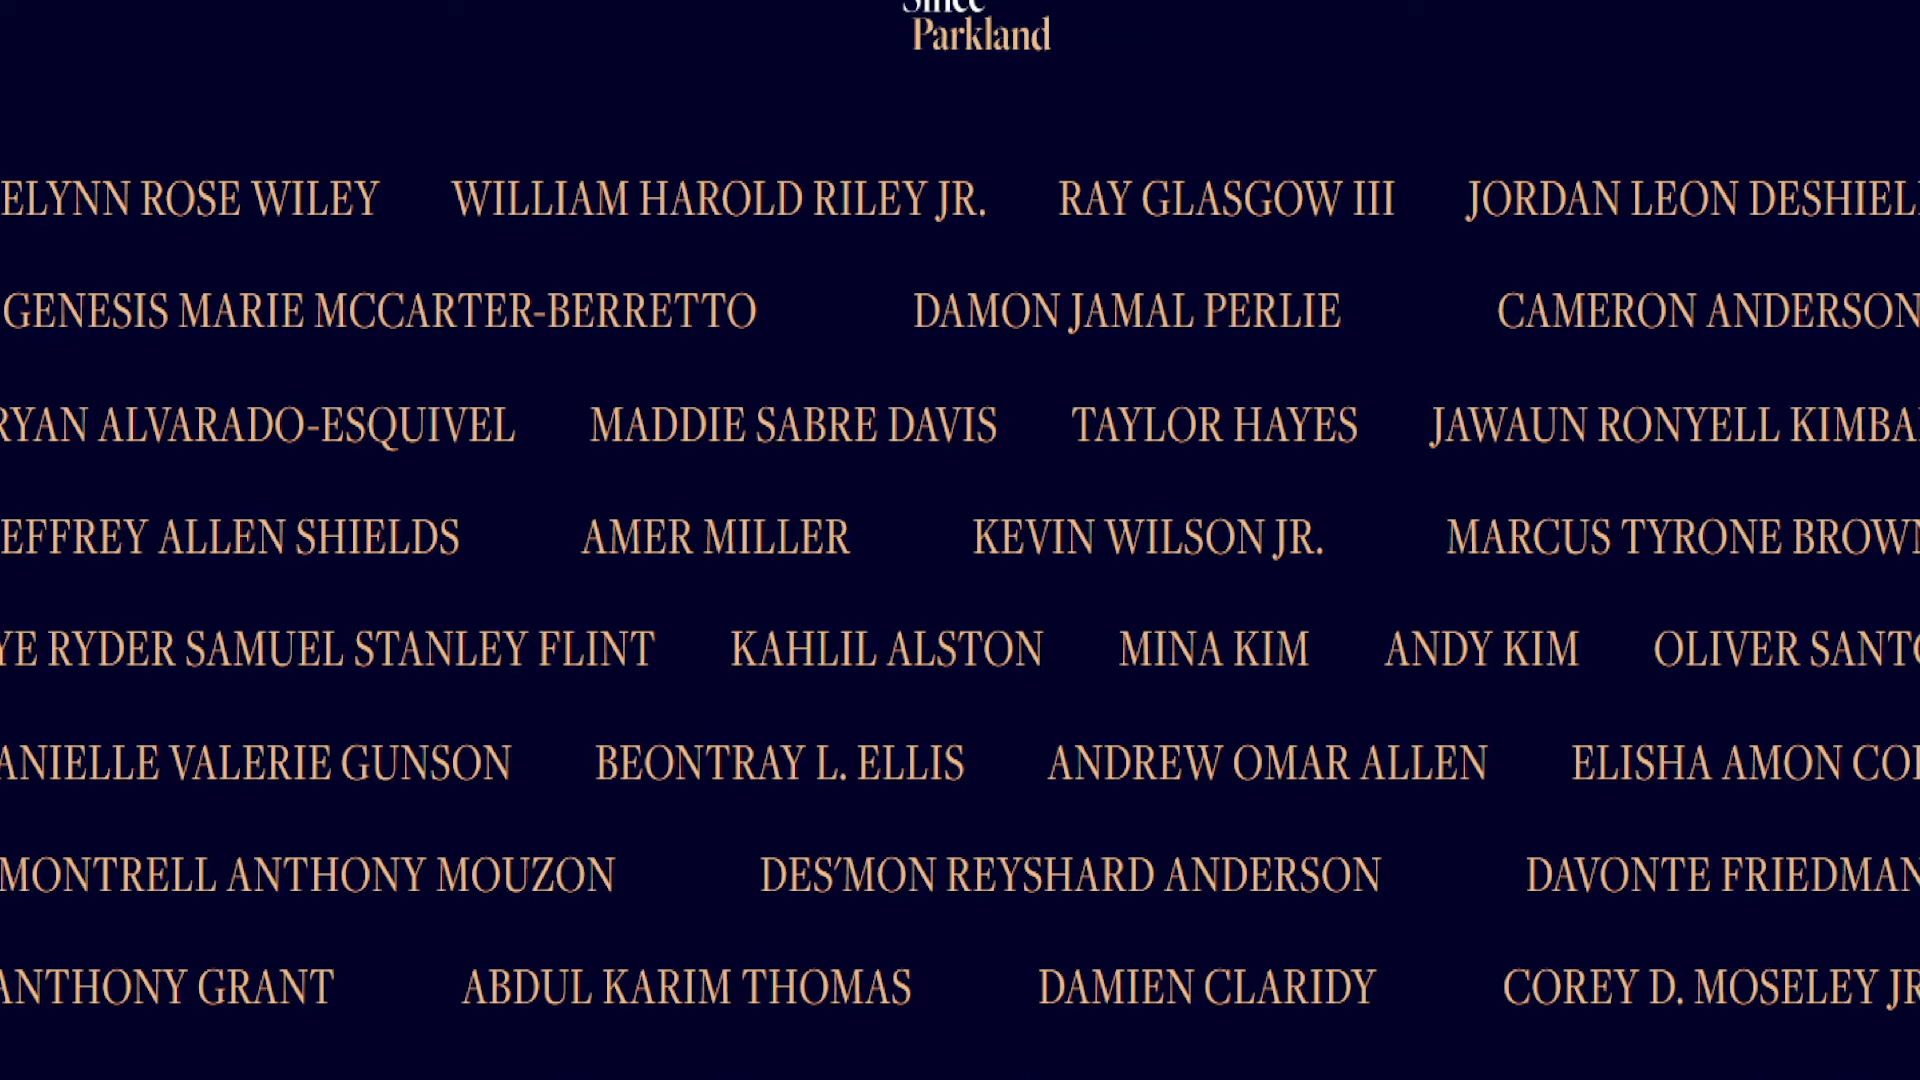 Since
Parkland
ELYNN ROSE WILEY WILLIAM HAROLD RILEY JR. RAY GLASGOW III JORDAN LEON DESHIEL
GENESIS MARIE MCCARTER-BERRETTO DAMON JAMAL PERLIE CAMERON ANDERSON
RYAN ALVARADO-ESQUIVEL MADDIE SABRE DAVIS TAYLOR HAYES JAWAUN RONYELL KIMBA
EFFREY ALLEN SHIELDS AMER MILLER KEVIN WILSON JR. MARCUS TYRONE BROWN
YE RYDER SAMUEL STANLEY FLINT KAHLIL ALSTON MINA KIM ANDY KIM OLIVER SANTO
ANIELLE VALERIE GUNSON BEONTRAY L. ELLIS ANDREW OMAR ALLEN ELISHA AMON CO
MONTRELL ANTHONY MOUZON DES'MON REYSHARD ANDERSON DAVONTE FRIEDMAN
ANTHONY GRANT ABDUL KARIM THOMAS DAMIEN CLARIDY COREY D. MOSELEY JR